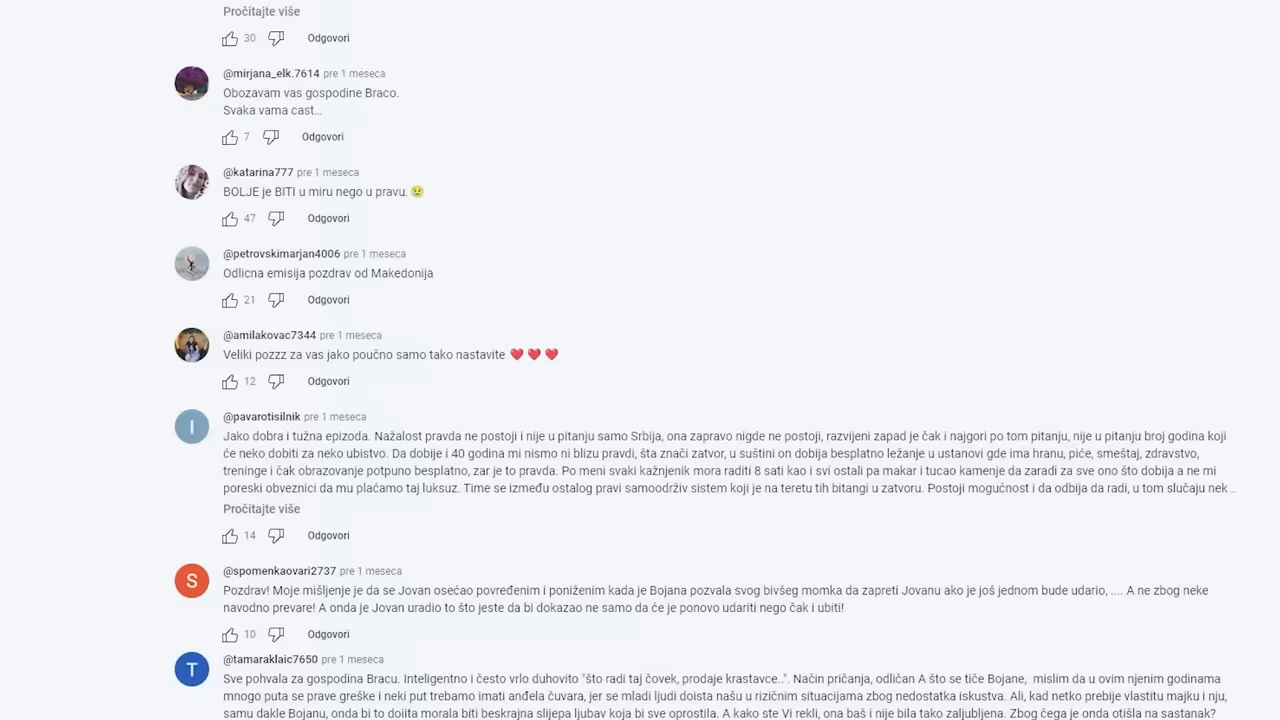 Pročitajte više
30 Odgovori
@mirjana_elk.7614 pre 1 meseca
Obozavam vas gospodine Braco.
Svaka vama cast...
7 Odgovori
@katarina777 pre 1 meseca
BOLJE je BITI u miru nego u pravu. 😢
47 Odgovori
@petrovskimarjan4006 pre 1 meseca
Odlicna emisija pozdrav od Makedonija
21 Odgovori
@amilakovac7344 pre 1 meseca
Veliki pozzz za vas jako poučno samo tako nastavite ❤️ ❤️ ❤️
12 Odgovori
I
@pavarotisilnik pre 1 meseca
Jako dobra i tužna epizoda. Nažalost pravda ne postoji i nije u pitanju samo Srbija, ona zapravo nigde ne postoji, razvijeni zapad je čak i najgori po tom pitanju, nije u pitanju broj godina koji
će neko dobiti za neko ubistvo. Da dobije i 40 godina mi nismo ni blizu pravdi, šta znači zatvor, u suštini on dobija besplatno ležanje u ustanovi gde ima hranu, piće, smeštaj, zdravstvo,
treninge i čak obrazovanje potpuno besplatno, zar je to pravda. Po meni svaki kažnjenik mora raditi 8 sati kao i svi ostali pa makar i tucao kamenje da zaradi za sve ono što dobija a ne mi
poreski obveznici da mu plaćamo taj luksuz. Time se između ostalog pravi samoodrživ sistem koji je na teretu tih bitangi u zatvoru. Postoji mogućnost i da odbija da radi, u tom slučaju nek ...
Pročitajte više
14 Odgovori
S
@spomenkaovari2737 pre 1 meseca
Pozdrav! Moje mišljenje je da se Jovan osećao povređenim i poniženim kada je Bojana pozvala svog bivšeg momka da zapreti Jovanu ako je još jednom bude udario, .... A ne zbog neke
navodno prevare! A onda je Jovan uradio to što jeste da bi dokazao ne samo da će je ponovo udariti nego čak i ubiti!
10 Odgovori
T
@tamaraklaic7650 pre 1 meseca
Sve pohvala za gospodina Bracu. Inteligentno i često vrlo duhovito "što radi taj čovek, prodaje krastavce..". Način pričanja, odličan A što se tiče Bojane, mislim da u ovim njenim godinama
mnogo puta se prave greške i neki put trebamo imati anđela čuvara, jer se mladi ljudi doista našu u rizičnim situacijama zbog nedostatka iskustva. Ali, kad netko prebije vlastitu majku i nju,
samu dakle Bojanu, onda bi to doiita morala biti beskrajna slijepa ljubav koja bi sve oprostila. A kako ste Vi rekli, ona baš i nije bila tako zaljubljena. Zbog čega je onda otišla na sastanak?